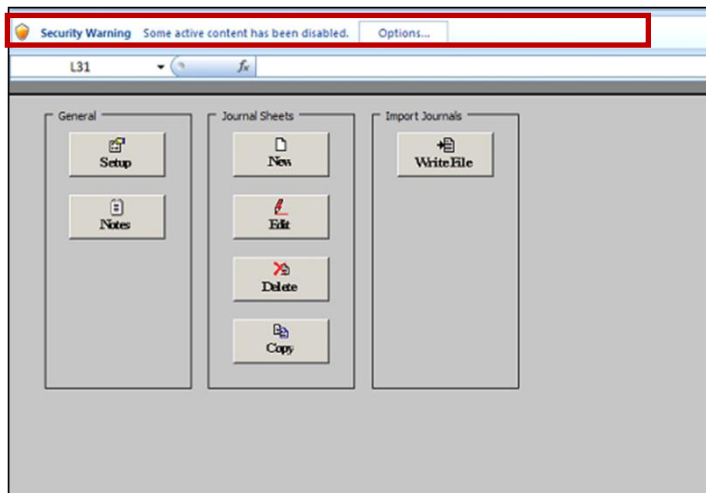 Security Warning Some active content has been disabled. Options...
L31 fx
General Journal Sheets Import Journals
Setup New Write File
Notes Edit
Delete
Copy